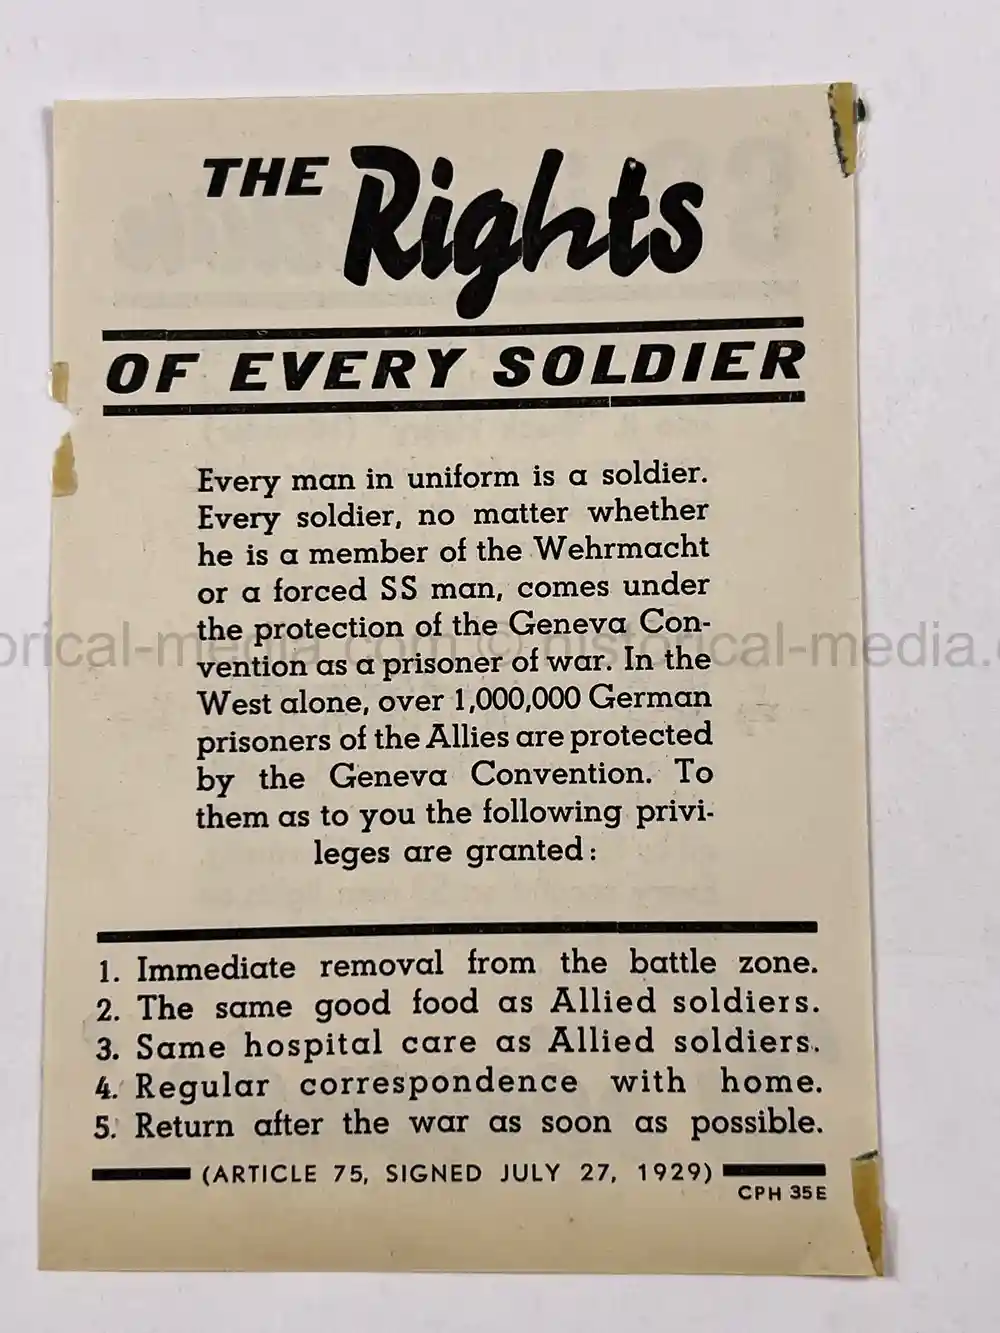 THE Rights
OF EVERY SOLDIER
Every man in uniform is a soldier.
Every soldier, no matter whether
he is a member of the Wehrmacht
or a forced SS man, comes under
the protection of the Geneva Con-
vention as a prisoner of war. In the
West alone, over 1,000,000 German
prisoners of the Allies are protected
by the Geneva Convention. To
them as to you the following privi-
leges are granted:
1. Immediate removal from the battle zone.
2. The same good food as Allied soldiers.
3. Same hospital care as Allied soldiers.
4. Regular correspondence with home.
5. Return after the war as soon as possible.
(ARTICLE 75, SIGNED JULY 27, 1929)
CPH 35E
orical-media.com © historical-media.c